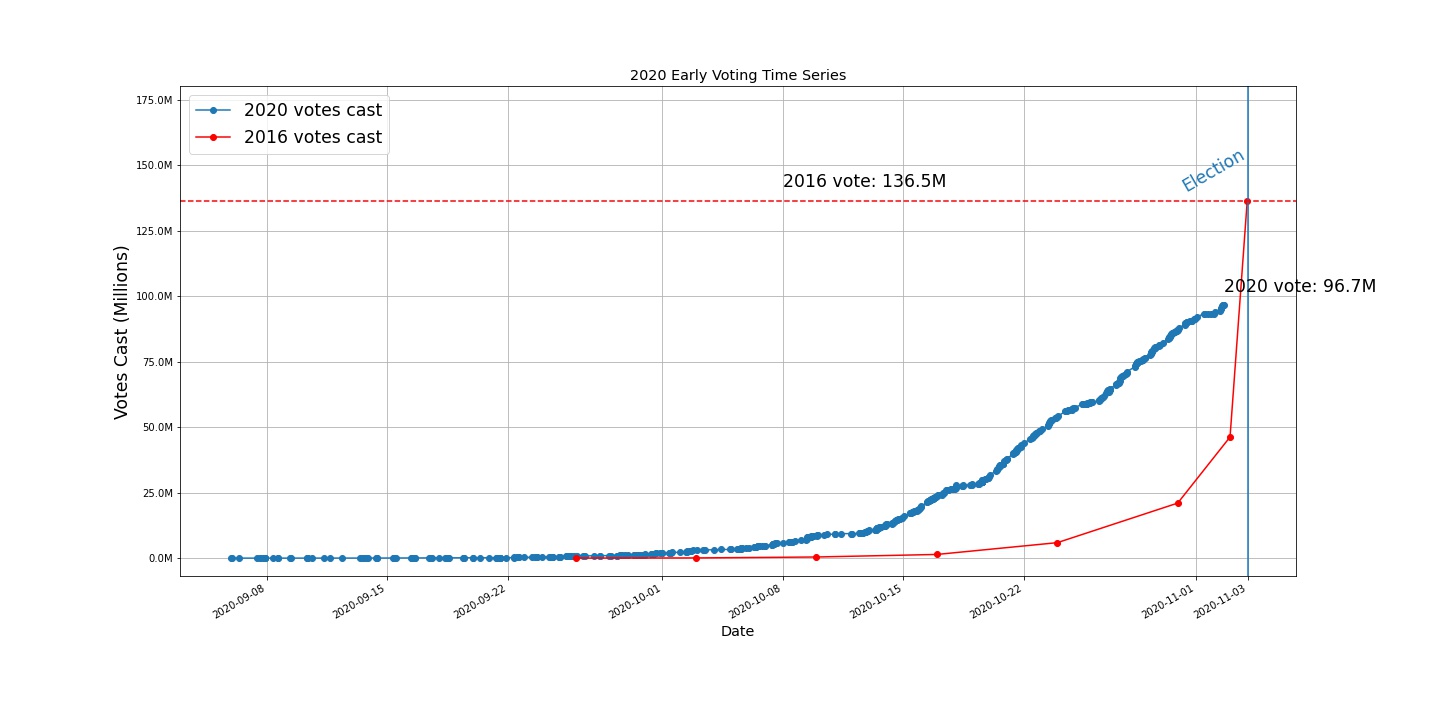 2020 Early Voting Time Series
175.0M
150.0M
125.0M
100.0M
75.0M
50.0M
25.0M
0.0M
Votes Cast (Millions)
2020 votes cast
2016 votes cast
2016 vote: 136.5M
Election
2020 vote: 96.7M
2020-09-08
2020-09-15
2020-09-22
2020-10-01
2020-10-08
2020-10-15
2020-10-22
2020-11-01
2020-11-03
Date